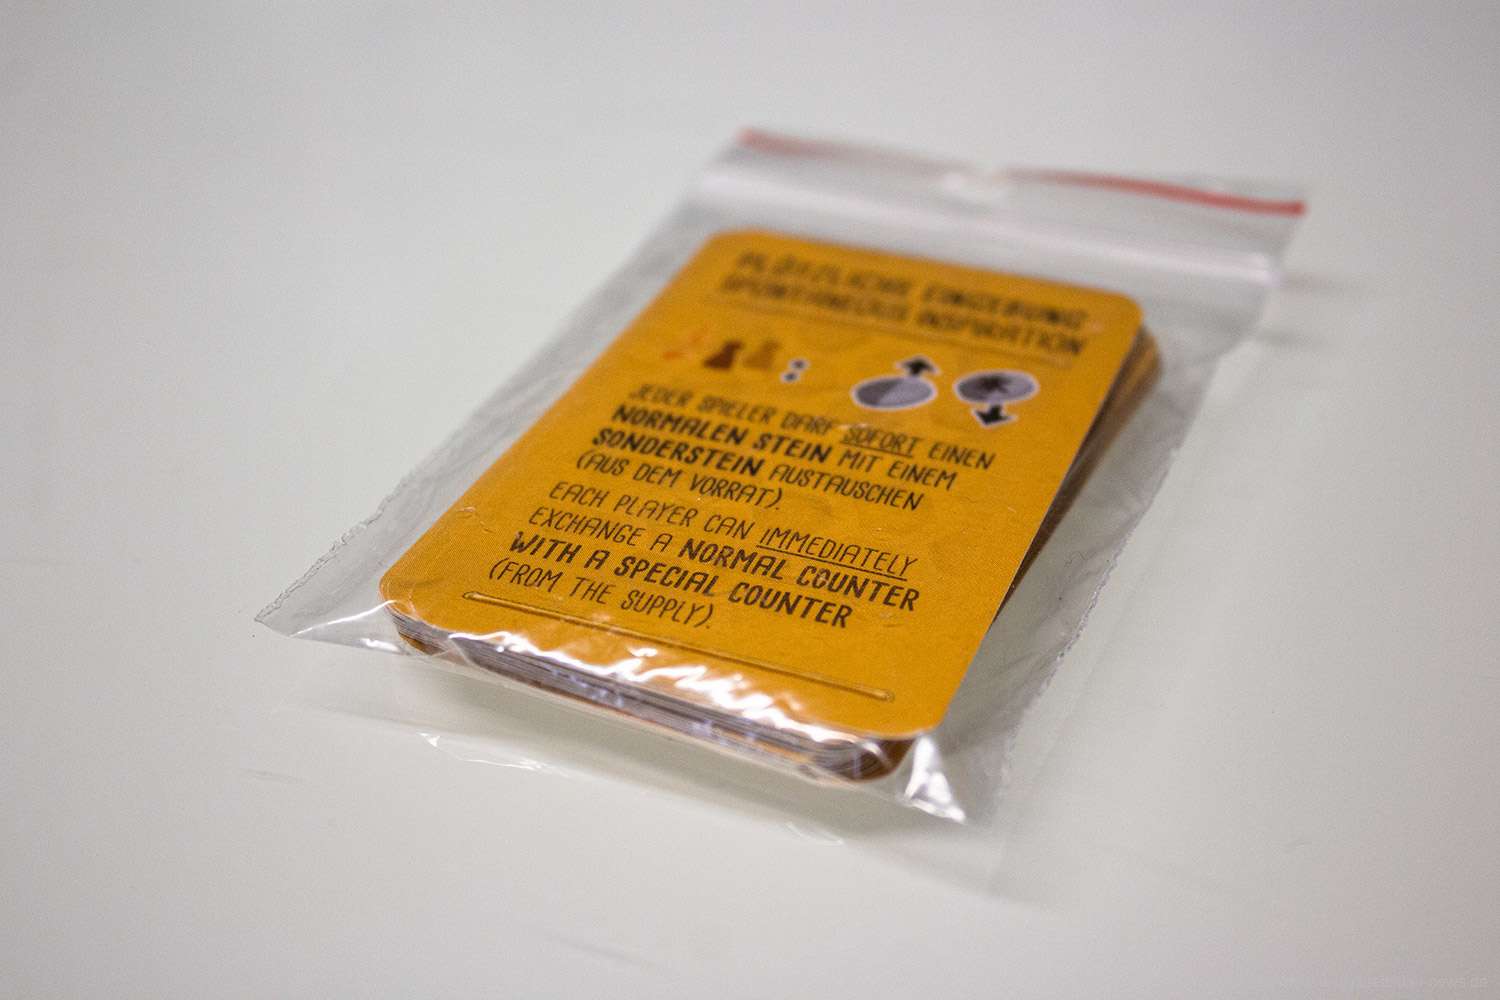 PLÖTZLICHE EINGEBUNG
SPONTANEOUS INSPIRATION
JEDER SPIELER DARF SOFORT EINEN
NORMALEN STEIN MIT EINEM
SONDERSTEIN AUSTAUSCHEN
(AUS DEM VORRAT).
EACH PLAYER CAN IMMEDIATELY
EXCHANGE A NORMAL COUNTER
WITH A SPECIAL COUNTER
(FROM THE SUPPLY).